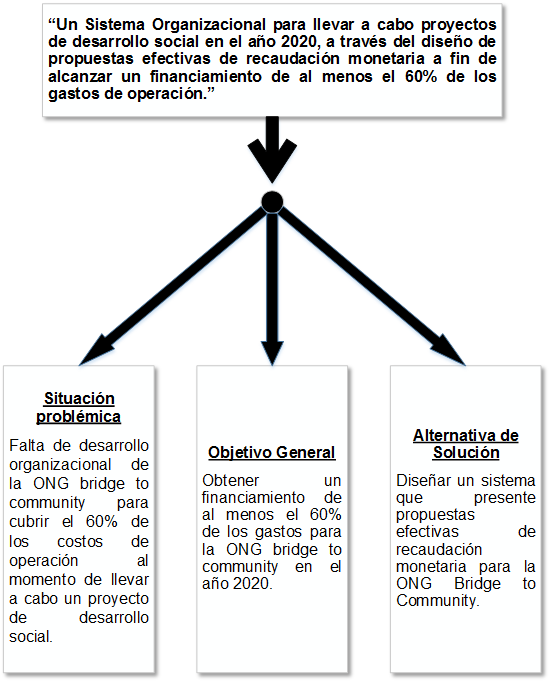 “Un Sistema Organizacional para llevar a cabo proyectos
de desarrollo social en el año 2020, a través del diseño de
propuestas efectivas de recaudación monetaria a fin de
alcanzar un financiamiento de al menos el 60% de los
gastos de operación.”
Situación
problémica
Falta de desarrollo
organizacional de
la ONG bridge to
community para
cubrir el 60% de
los costos de
operación al
momento de llevar
a cabo un proyecto
de desarrollo
social.
Objetivo General
Obtener un
financiamiento de
al menos el 60%
de los gastos para
la ONG bridge to
community en el
año 2020.
Alternativa de
Solución
Diseñar un sistema
que presente
propuestas
efectivas de
recaudación
monetaria para la
ONG Bridge to
Community.